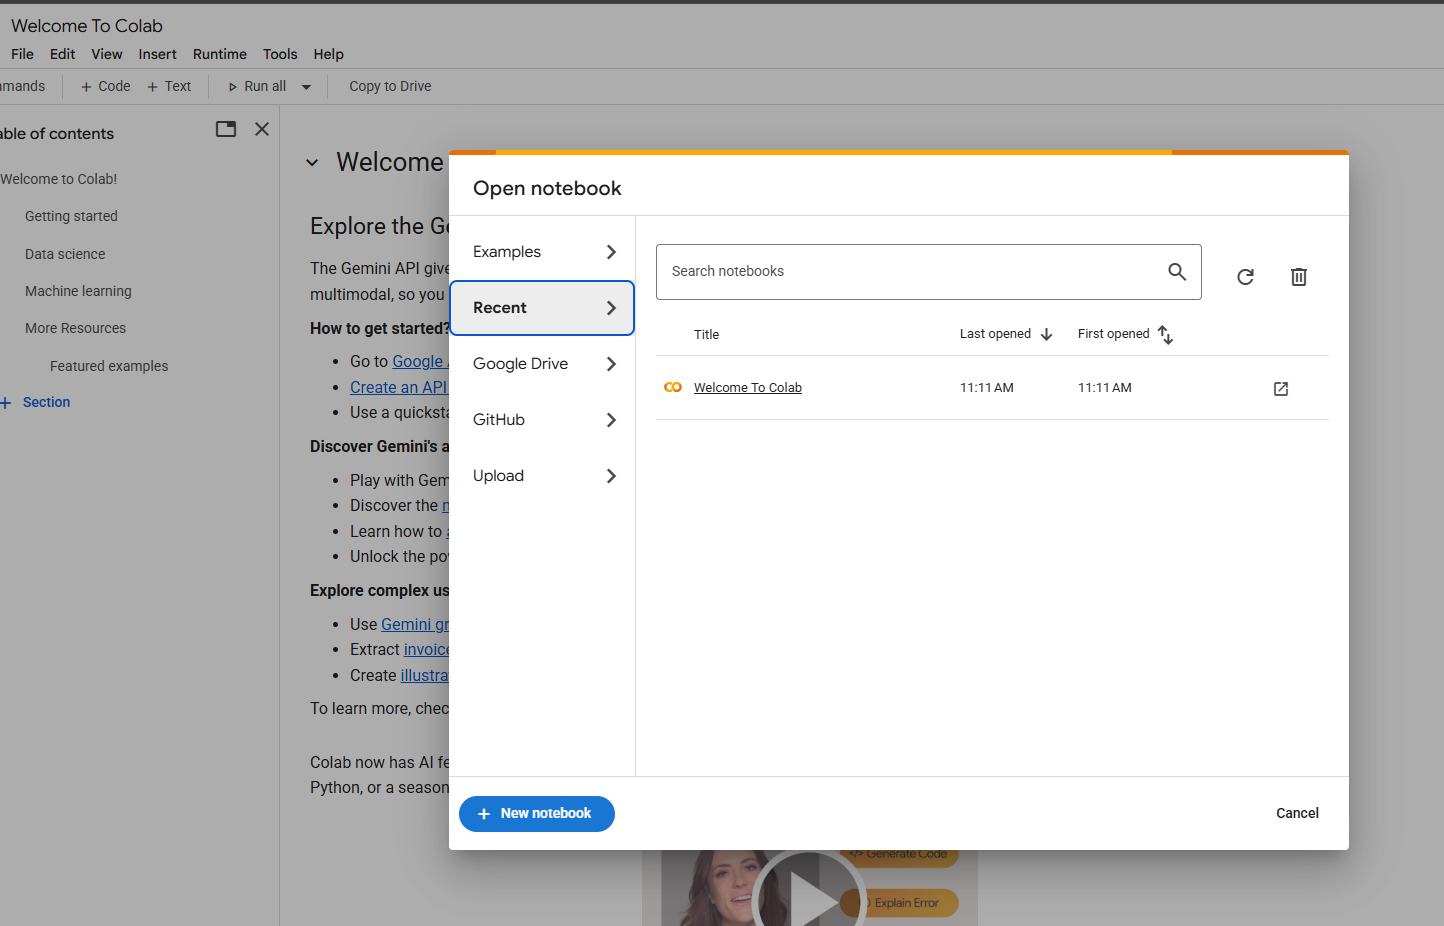 Welcome To Colab
File Edit View Insert Runtime Tools Help
mands + Code + Text Run all Copy to Drive
able of contents
Welcome to Colab!
Getting started
Data science
Machine learning
More Resources
Featured examples
+ Section
Welcome
Explore the Ge
The Gemini API give
multimodal, so you
How to get started?
Go to Google
Create an API
Use a quicksta
Discover Gemini's a
Play with Gem
Discover the
Learn how to
Unlock the po
Explore complex us
Use Gemini gr
Extract invoice
Create illustra
To learn more, chec
Colab now has AI fe
Python, or a season
Open notebook
Examples
Recent
Google Drive
GitHub
Upload
Search notebooks
Title Last opened First opened
Welcome To Colab 11:11 AM 11:11 AM
+ New notebook
Cancel
</> Generate Code
Explain Error